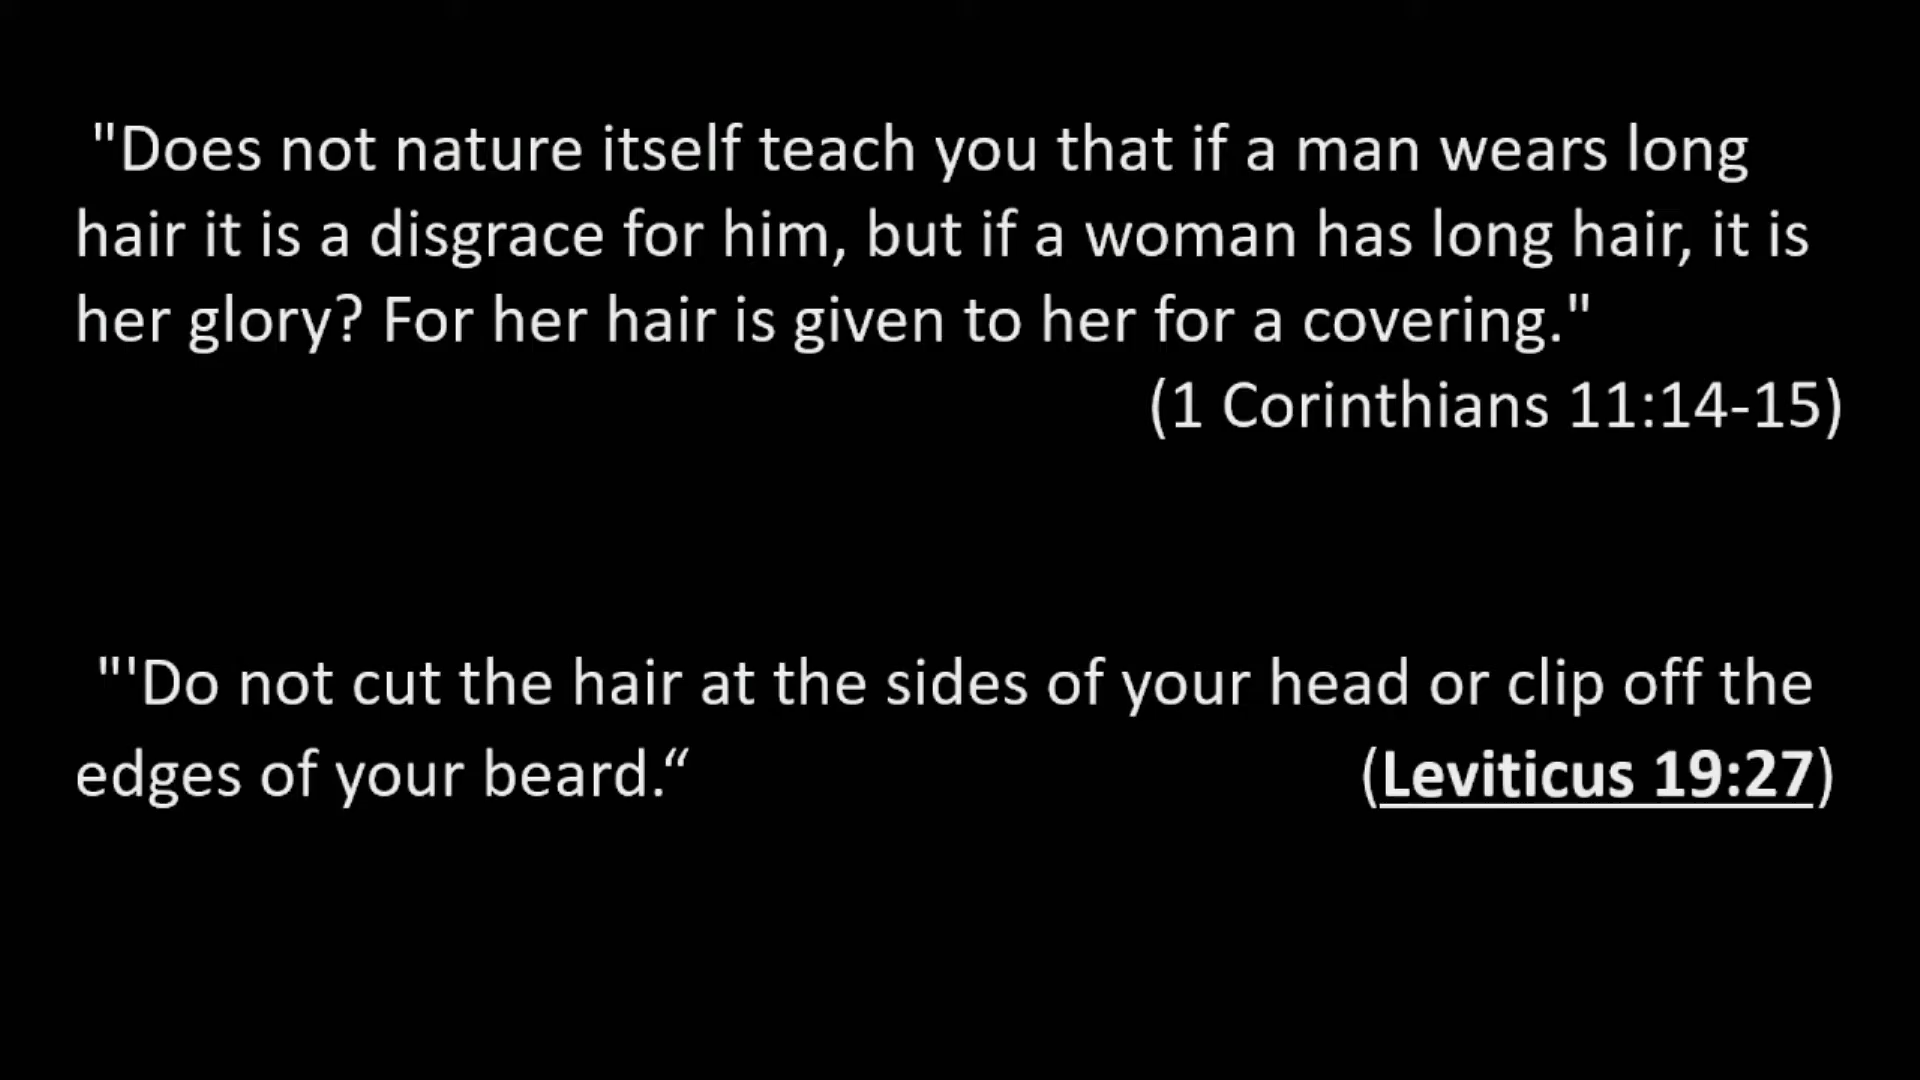 "Does not nature itself teach you that if a man wears long
hair it is a disgrace for him, but if a woman has long hair, it is
her glory? For her hair is given to her for a covering."
(1 Corinthians 11:14-15)
"'Do not cut the hair at the sides of your head or clip off the
edges of your beard.“ (Leviticus 19:27)